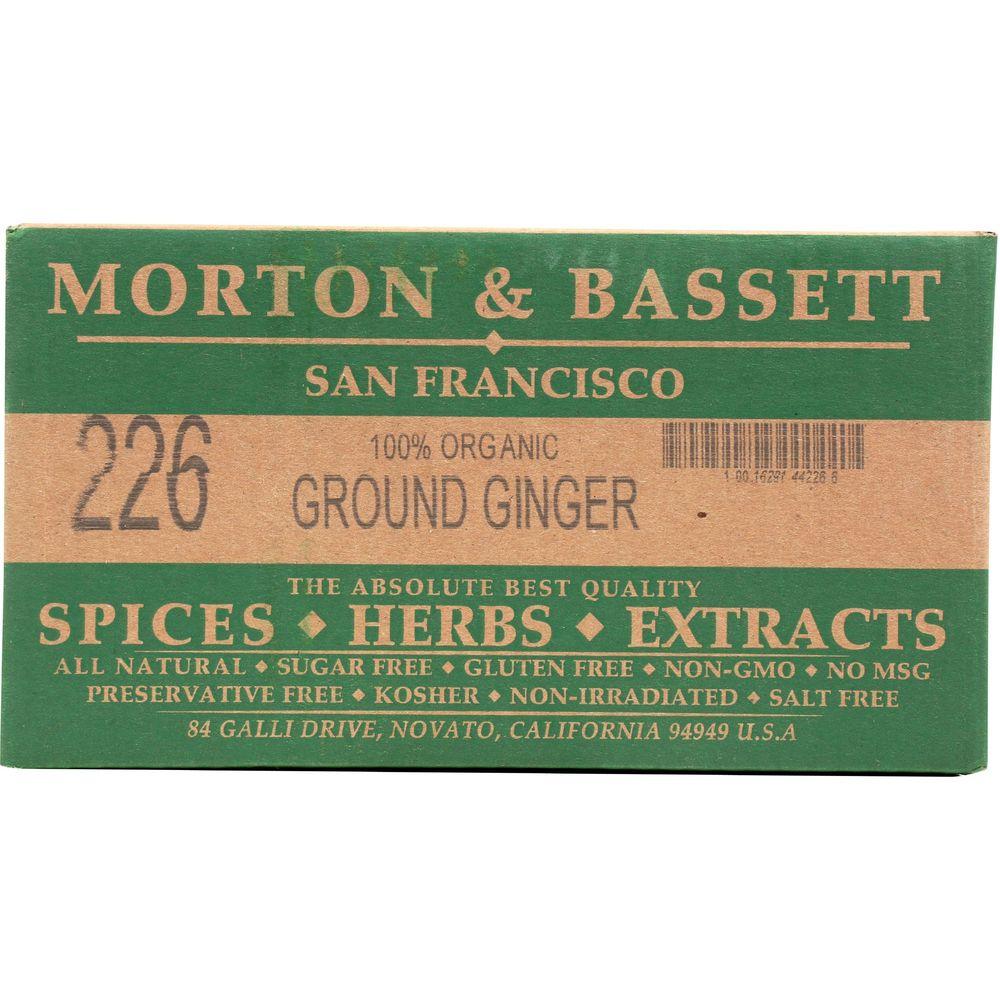 MORTON & BASSETT
SAN FRANCISCO
226
100% ORGANIC
GROUND GINGER
1 00 16291 44226 6
THE ABSOLUTE BEST QUALITY
SPICES ◆ HERBS ◆ EXTRACTS
ALL NATURAL ◆ SUGAR FREE ◆ GLUTEN FREE ◆ NON-GMO ◆ NO MSG
PRESERVATIVE FREE ◆ KOSHER ◆ NON-IRRADIATED ◆ SALT FREE
84 GALLI DRIVE, NOVATO, CALIFORNIA 94949 U.S.A